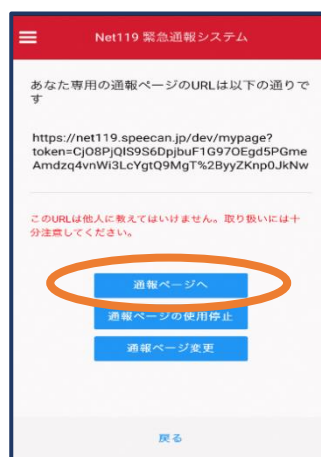 Net119 緊急通報システム
あなた専用の通報ページのURLは以下の通りで
す
https://net119.speecan.jp/dev/mypage?
token=CjO8PjQlS9S6DpjbuF1G97OEgd5PGme
Amdzq4vnWi3LcYgtQ9MgT%2ByyZKnp0JkNw
このURLは他人に教えてはいけません。取り扱いには十
分注意してください。
通報ページへ
通報ページの使用停止
通報ページ変更
戻る